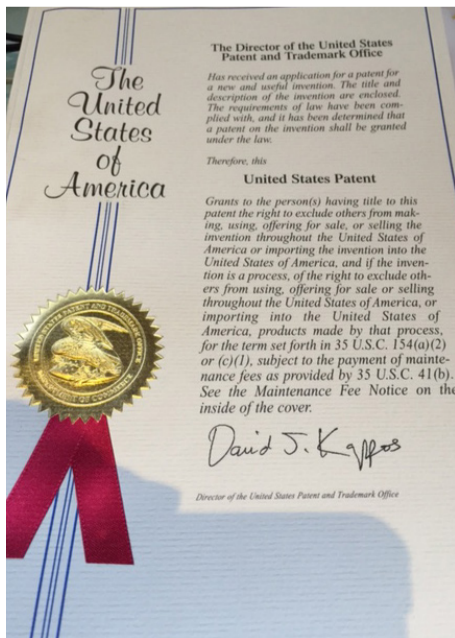 The
United
States
of
America
The Director of the United States
Patent and Trademark Office
Has received an application for a patent for
a new and useful invention. The title and
description of the invention are enclosed.
The requirements of law have been com-
plied with, and it has been determined that
a patent on the invention shall be granted
under the law.
Therefore, this
United States Patent
Grants to the person(s) having title to this
patent the right to exclude others from mak-
ing, using, offering for sale, or selling the
invention throughout the United States of
America or importing the invention into the
United States of America, and if the inven-
tion is a process, of the right to exclude oth-
ers from using, offering for sale or selling
throughout the United States of America, or
importing into the United States of
America, products made by that process,
for the term set forth in 35 U.S.C. 154(a)(2)
or (c)(1), subject to the payment of mainte-
nance fees as provided by 35 U.S.C. 41(b).
See the Maintenance Fee Notice on the
inside of the cover.
David J. Kappos
Director of the United States Patent and Trademark Office
UNITED STATES PATENT AND TRADEMARK OFFICE
DEPARTMENT OF COMMERCE